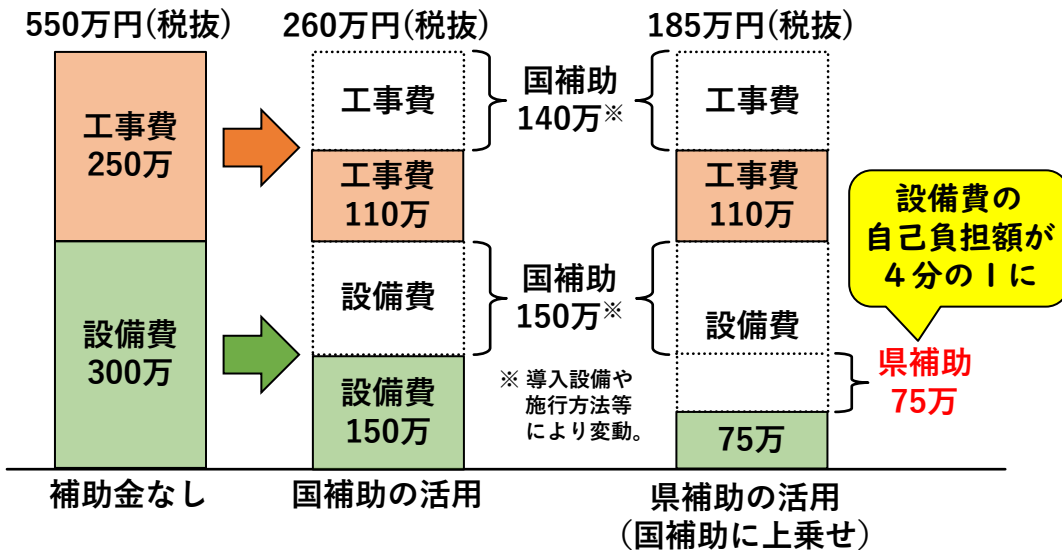 550万円(税抜)
工事費
250万
設備費
300万
補助金なし
260万円(税抜)
工事費
工事費
110万
設備費
設備費
150万
国補助の活用
国補助
140万※
国補助
150万※
※ 導入設備や
施行方法等
により変動。
185万円(税抜)
工事費
工事費
110万
設備費
75万
県補助の活用
(国補助に上乗せ)
設備費の
自己負担額が
４分の１に
県補助
75万